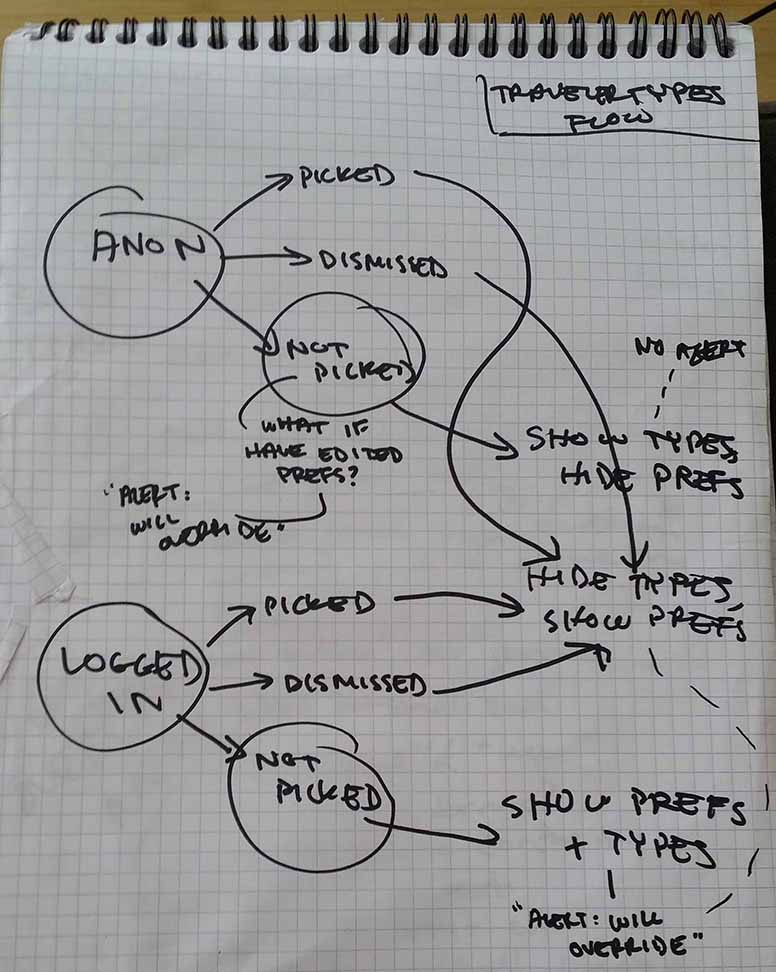 TRAVELER TYPES
FLOW
PICKED
ANON
DISMISSED
NOT
PICKED
NO ALERT
WHAT IF
HAVE EDITED
PREFS?
SHOW TYPES,
HIDE PREFS
"ALERT:
WILL
OVERRIDE"
HIDE TYPES,
SHOW PREFS
PICKED
LOGGED
IN
DISMISSED
NOT
PICKED
SHOW PREFS
+ TYPES
"ALERT: WILL
OVERRIDE"